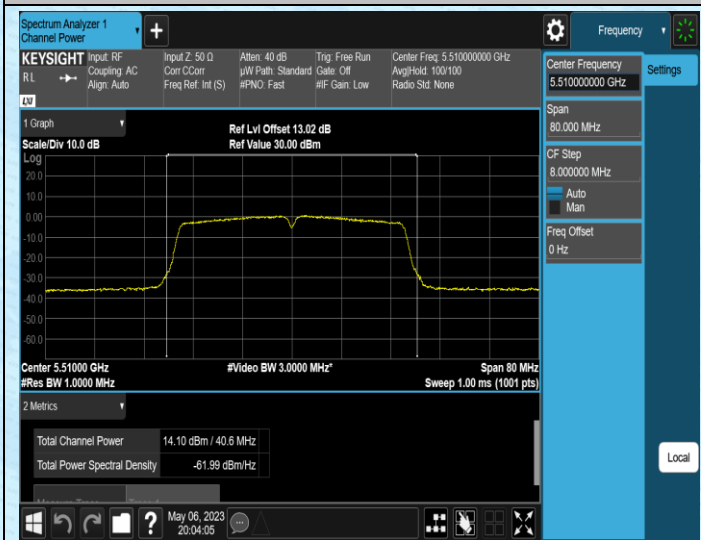 Spectrum Analyzer 1
Channel Power
Frequency
KEYSIGHT
R L
LXI
Input: RF
Coupling: AC
Align: Auto
Input Z: 50 Ω
Corr CCorr
Freq Ref: Int (S)
Atten: 40 dB
µW Path: Standard
#PNO: Fast
Trig: Free Run
Gate: Off
#IF Gain: Low
Center Freq: 5.510000000 GHz
Avg|Hold: 100/100
Radio Std: None
Center Frequency
5.510000000 GHz
Settings
Span
80.000 MHz
CF Step
8.000000 MHz
Auto
Man
Freq Offset
0 Hz
1 Graph
Scale/Div 10.0 dB
Ref Lvl Offset 13.02 dB
Ref Value 30.00 dBm
Log
20.0
10.0
0.00
-10.0
-20.0
-30.0
-40.0
-50.0
-60.0
Center 5.51000 GHz
#Res BW 1.0000 MHz
#Video BW 3.0000 MHz*
Span 80 MHz
Sweep 1.00 ms (1001 pts)
2 Metrics
Total Channel Power 14.10 dBm / 40.6 MHz
Total Power Spectral Density -61.99 dBm/Hz
Local
May 06, 2023
20:04:05